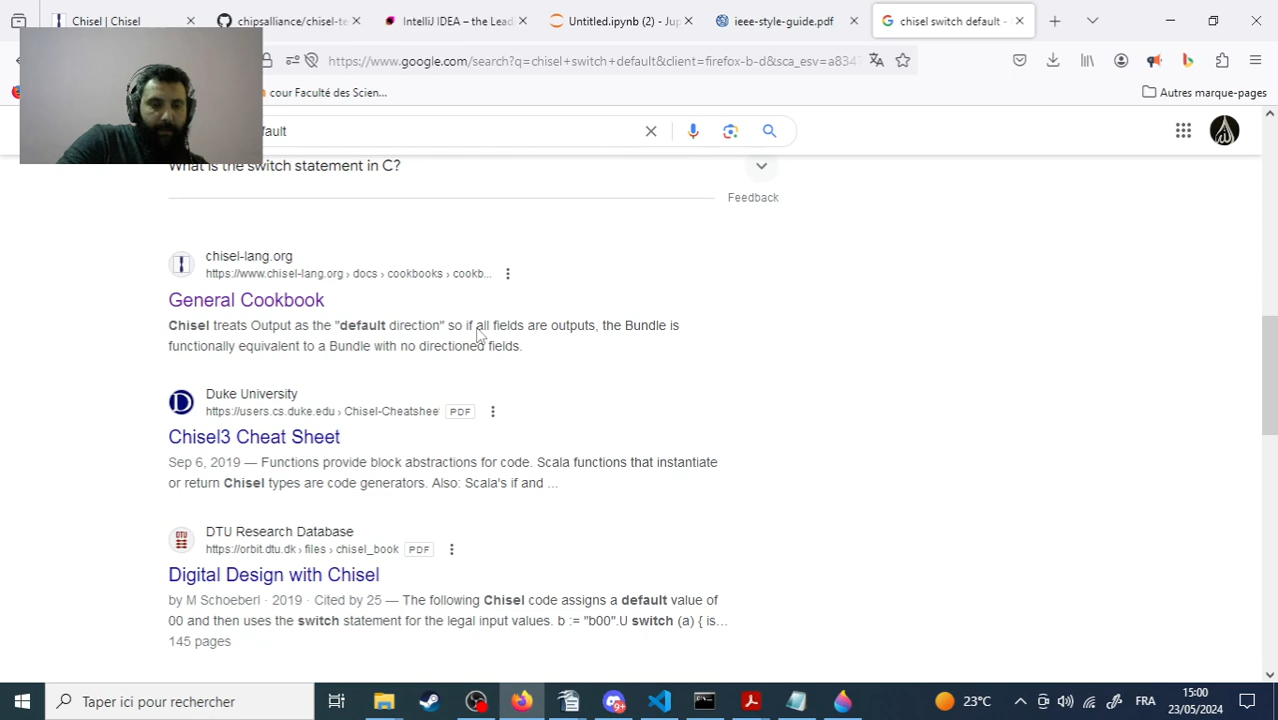 Chisel | Chisel
chipsalliance/chisel-te
IntelliJ IDEA – the Lead
Untitled.ipynb (2) - Jup
ieee-style-guide.pdf
chisel switch default -
https://www.google.com/search?q=chisel+switch+default&client=firefox-b-d&sca_esv=a834
cour Faculté des Scien...
Autres marque-pages
fault
What is the switch statement in C?
Feedback
chisel-lang.org
https://www.chisel-lang.org › docs › cookbooks › cookb...
General Cookbook
Chisel treats Output as the "default direction" so if all fields are outputs, the Bundle is
functionally equivalent to a Bundle with no directioned fields.
Duke University
https://users.cs.duke.edu › Chisel-Cheatshee
PDF
Chisel3 Cheat Sheet
Sep 6, 2019 — Functions provide block abstractions for code. Scala functions that instantiate
or return Chisel types are code generators. Also: Scala's if and ...
DTU Research Database
https://orbit.dtu.dk › files › chisel_book
PDF
Digital Design with Chisel
by M Schoeberl · 2019 · Cited by 25 — The following Chisel code assigns a default value of
00 and then uses the switch statement for the legal input values. b := "b00".U switch (a) { is...
145 pages
Taper ici pour rechercher
23°C
FRA
15:00
23/05/2024